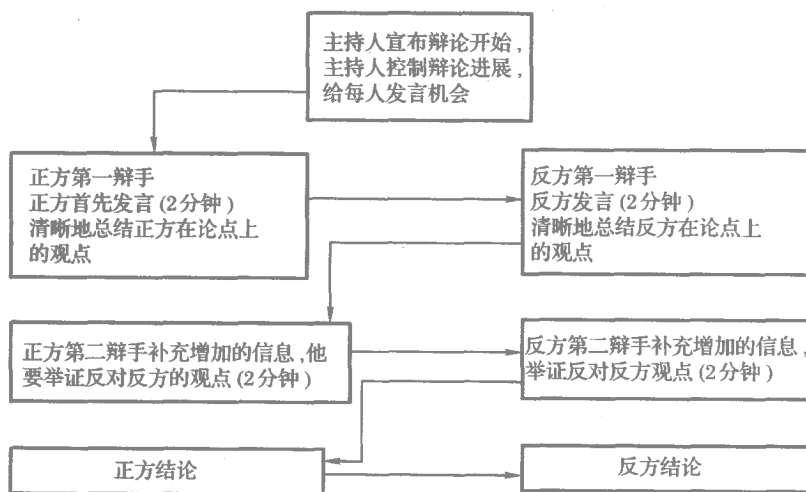 主持人宣布辩论开始,
主持人控制辩论进展,
给每人发言机会
正方第一辩手
正方首先发言(2分钟)
清晰地总结正方在论点上
的观点
反方第一辩手
反方发言(2分钟)
清晰地总结反方在论点上
的观点
正方第二辩手补充增加的信息,他
要举证反对反方的观点(2分钟)
反方第二辩手补充增加的信息,
举证反对反方观点(2分钟)
正方结论
反方结论